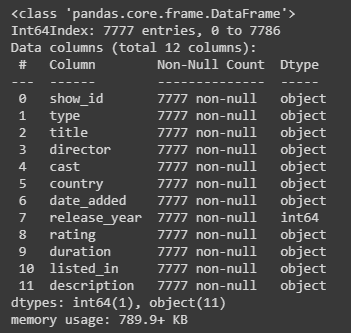 <class 'pandas.core.frame.DataFrame'>
Int64Index: 7777 entries, 0 to 7786
Data columns (total 12 columns):
 #   Column        Non-Null Count  Dtype
---  ------        --------------  -----
 0   show_id       7777 non-null   object
 1   type          7777 non-null   object
 2   title         7777 non-null   object
 3   director      7777 non-null   object
 4   cast          7777 non-null   object
 5   country       7777 non-null   object
 6   date_added    7777 non-null   object
 7   release_year  7777 non-null   int64
 8   rating        7777 non-null   object
 9   duration      7777 non-null   object
 10  listed_in     7777 non-null   object
 11  description   7777 non-null   object
dtypes: int64(1), object(11)
memory usage: 789.9+ KB